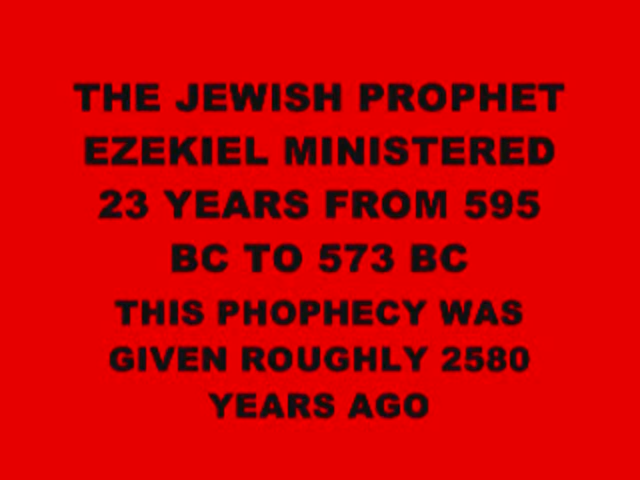 THE JEWISH PROPHET
EZEKIEL MINISTERED
23 YEARS FROM 595
BC TO 573 BC
THIS PHOPHECY WAS
GIVEN ROUGHLY 2580
YEARS AGO